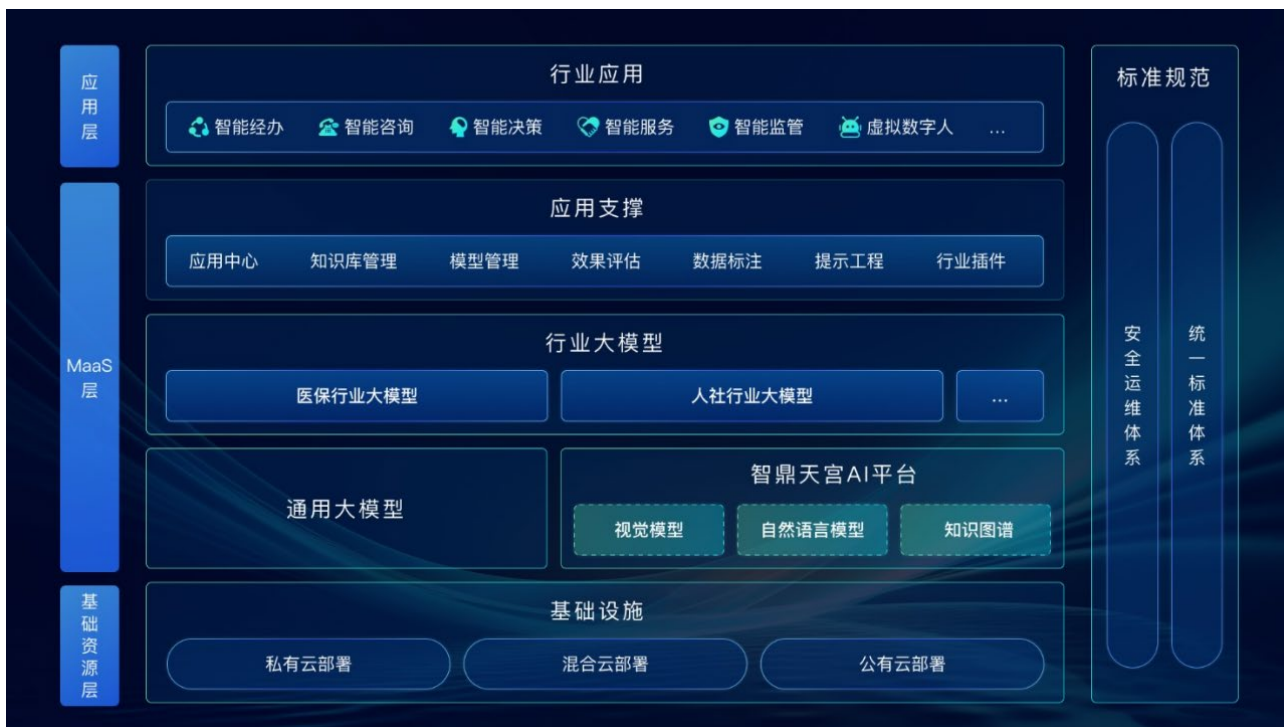 应用层
行业应用
智能经办 智能咨询 智能决策 智能服务 智能监管 虚拟数字人 ...
MaaS层
应用支撑
应用中心 知识库管理 模型管理 效果评估 数据标注 提示工程 行业插件
行业大模型
医保行业大模型 人社行业大模型 ...
通用大模型
智鼎天宫AI平台
视觉模型 自然语言模型 知识图谱
基础资源层
基础设施
私有云部署 混合云部署 公有云部署
标准规范
安全运维体系
统一标准体系